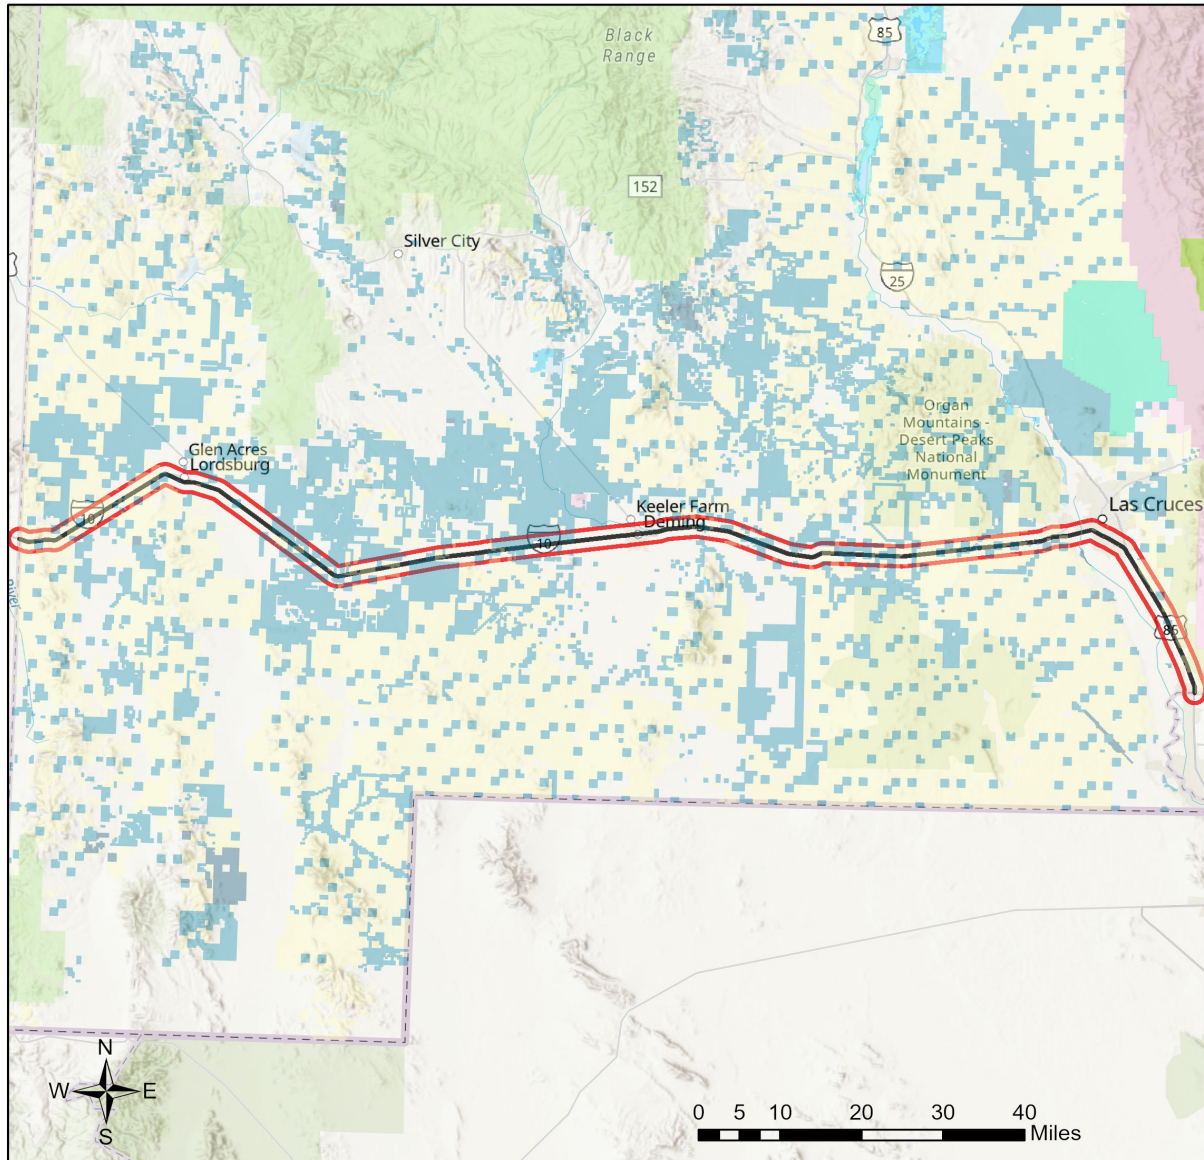 Black
Range
85
152
Silver City
25
Organ
Mountains -
Desert Peaks
National
Monument
Glen Acres
Lordsburg
10
Keeler Farm
Deming
10
Las Cruces
85
N
W E
S
0 5 10 20 30 40
Miles